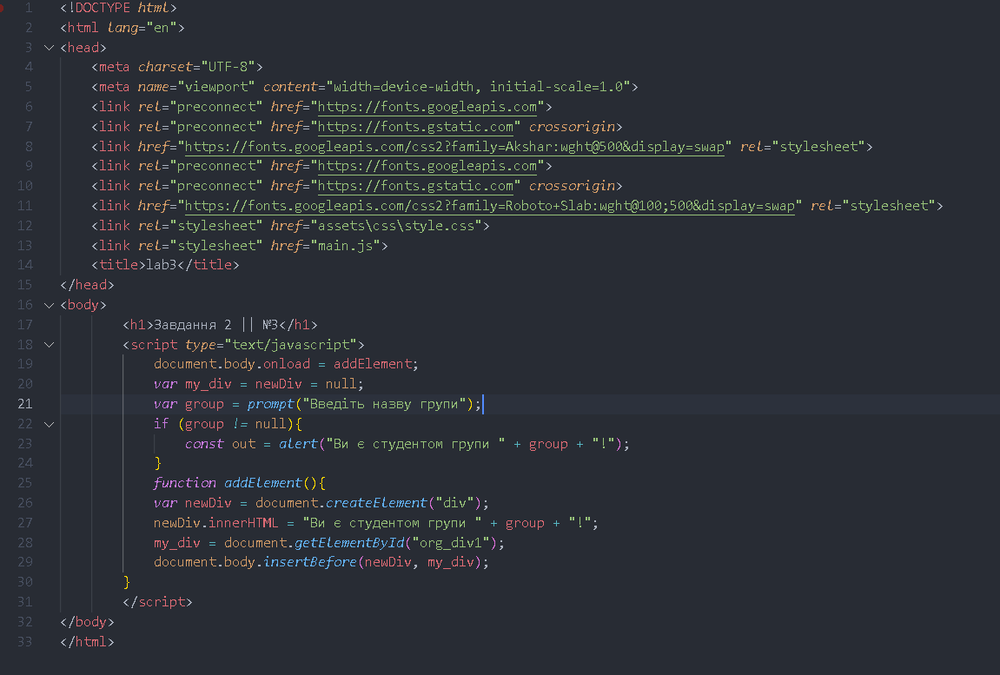 1 <!DOCTYPE html>
2 <html lang="en">
3 <head>
4 <meta charset="UTF-8">
5 <meta name="viewport" content="width=device-width, initial-scale=1.0">
6 <link rel="preconnect" href="https://fonts.googleapis.com">
7 <link rel="preconnect" href="https://fonts.gstatic.com" crossorigin>
8 <link href="https://fonts.googleapis.com/css2?family=Akshar:wght@500&display=swap" rel="stylesheet">
9 <link rel="preconnect" href="https://fonts.googleapis.com">
10 <link rel="preconnect" href="https://fonts.gstatic.com" crossorigin>
11 <link href="https://fonts.googleapis.com/css2?family=Roboto+Slab:wght@100;500&display=swap" rel="stylesheet">
12 <link rel="stylesheet" href="assets\css\style.css">
13 <link rel="stylesheet" href="main.js">
14 <title>lab3</title>
15 </head>
16 <body>
17 <h1>Завдання 2 || №3</h1>
18 <script type="text/javascript">
19 document.body.onload = addElement;
20 var my_div = newDiv = null;
21 var group = prompt("Введіть назву групи");
22 if (group != null){
23 const out = alert("Ви є студентом групи " + group + "!");
24 }
25 function addElement(){
26 var newDiv = document.createElement("div");
27 newDiv.innerHTML = "Ви є студентом групи " + group + "!";
28 my_div = document.getElementById("org_div1");
29 document.body.insertBefore(newDiv, my_div);
30 }
31 </script>
32 </body>
33 </html>